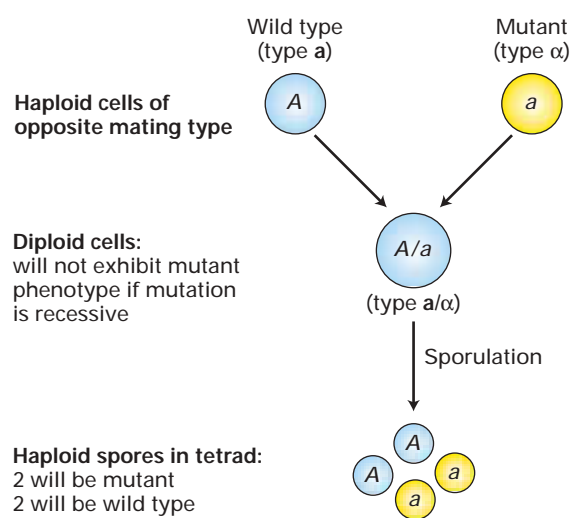 Wild type
(type a)
Mutant
(type α)
Haploid cells of
opposite mating type
A
a
Diploid cells:
will not exhibit mutant
phenotype if mutation
is recessive
A/a
(type a/α)
Sporulation
Haploid spores in tetrad:
2 will be mutant
2 will be wild type
A
A
a
a